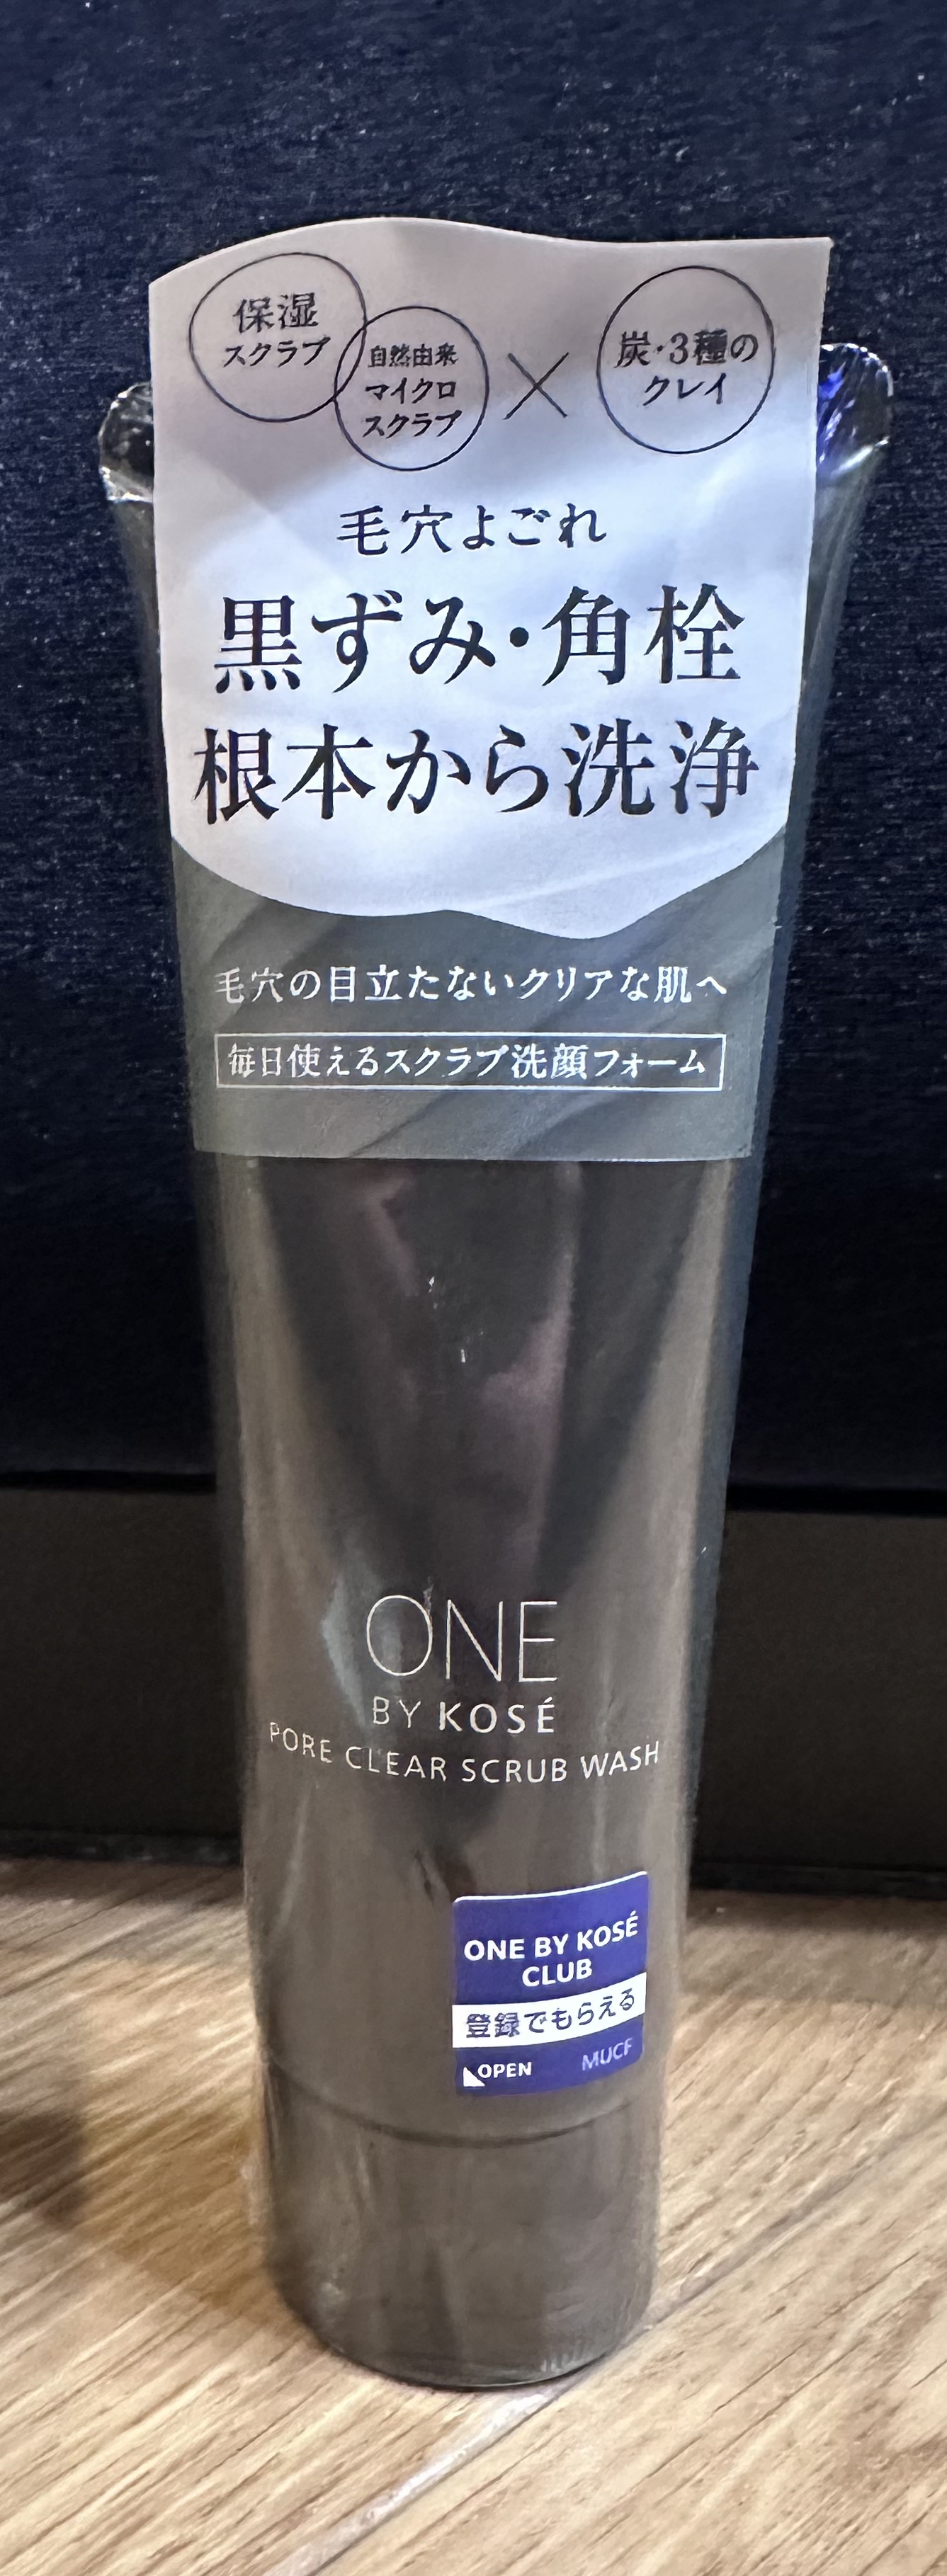 保湿
スクラブ
自然由来
マイクロ
スクラブ
×
炭・3種の
クレイ
毛穴よごれ
黒ずみ・角栓
根本から洗浄
毛穴の目立たないクリアな肌へ
毎日使えるスクラブ洗顔フォーム
ONE
BY KOSÉ
PORE CLEAR SCRUB WASH
ONE BY KOSÉ
CLUB
登録でもらえる
OPEN MUCF